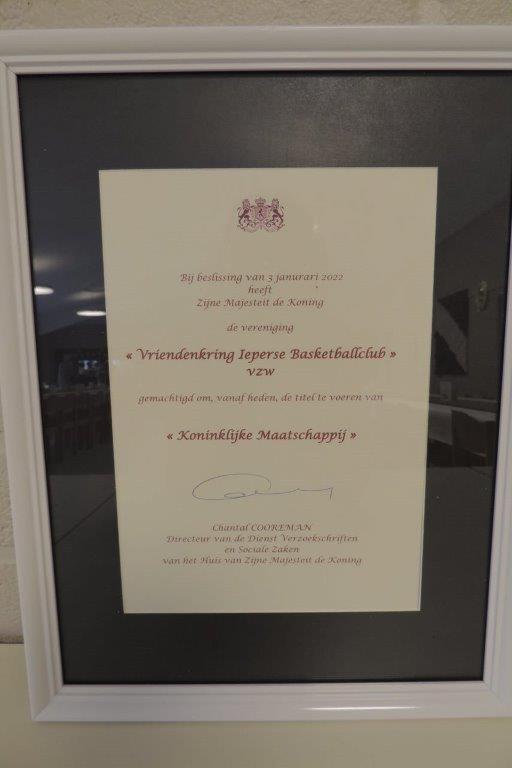 Bij beslissing van 3 janurari 2022
heeft
Zijne Majesteit de Koning
de vereniging
« Vriendenkring Ieperse Basketballclub »
vzw
gemachtigd om, vanaf heden, de titel te voeren van
« Koninklijke Maatschappij »
Chantal COOREMAN
Directeur van de Dienst Verzoekschriften
en Sociale Zaken
van het Huis van Zijne Majesteit de Koning